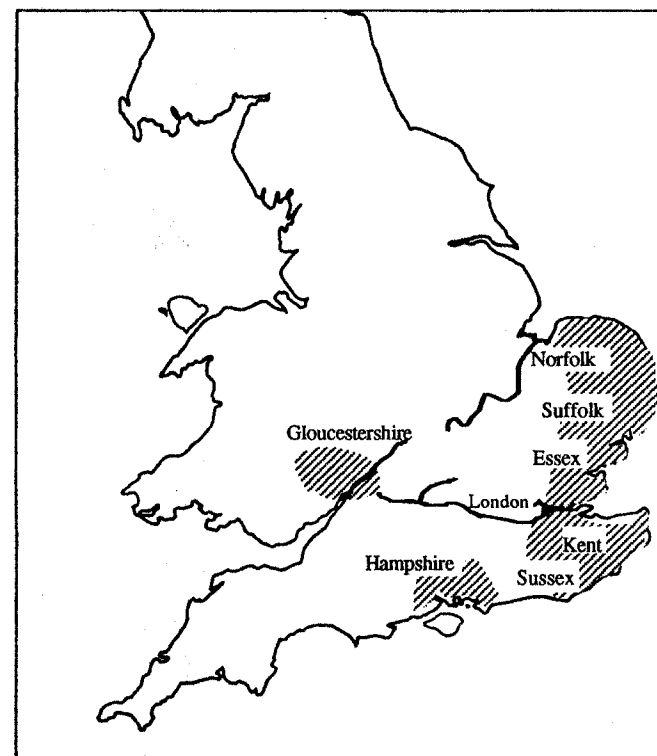 Norfolk
Suffolk
Gloucestershire
Essex
London
Kent
Hampshire
Sussex